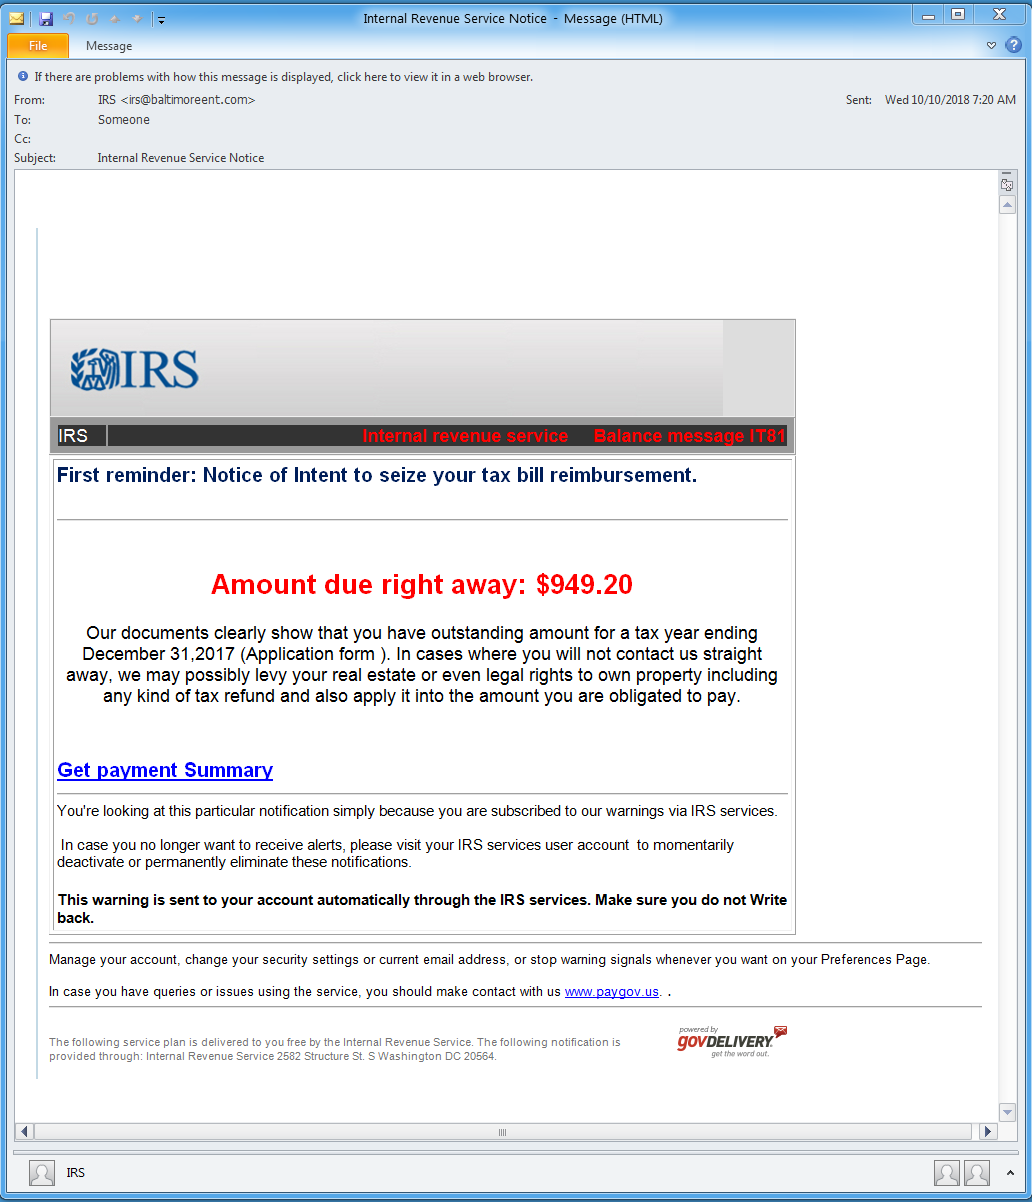 Internal Revenue Service Notice - Message (HTML)
File Message
If there are problems with how this message is displayed, click here to view it in a web browser.
From: IRS <irs@baltimoreent.com> Sent: Wed 10/10/2018 7:20 AM
To: Someone
Cc:
Subject: Internal Revenue Service Notice
IRS
IRS Internal revenue service Balance message IT81
First reminder: Notice of Intent to seize your tax bill reimbursement.
Amount due right away: $949.20
Our documents clearly show that you have outstanding amount for a tax year ending
December 31,2017 (Application form ). In cases where you will not contact us straight
away, we may possibly levy your real estate or even legal rights to own property including
any kind of tax refund and also apply it into the amount you are obligated to pay.
Get payment Summary
You're looking at this particular notification simply because you are subscribed to our warnings via IRS services.
In case you no longer want to receive alerts, please visit your IRS services user account to momentarily
deactivate or permanently eliminate these notifications.
This warning is sent to your account automatically through the IRS services. Make sure you do not Write
back.
Manage your account, change your security settings or current email address, or stop warning signals whenever you want on your Preferences Page.
In case you have queries or issues using the service, you should make contact with us www.paygov.us. .
The following service plan is delivered to you free by the Internal Revenue Service. The following notification is
provided through: Internal Revenue Service 2582 Structure St. S Washington DC 20564.
powered by
GOVDELIVERY
get the word out.
IRS